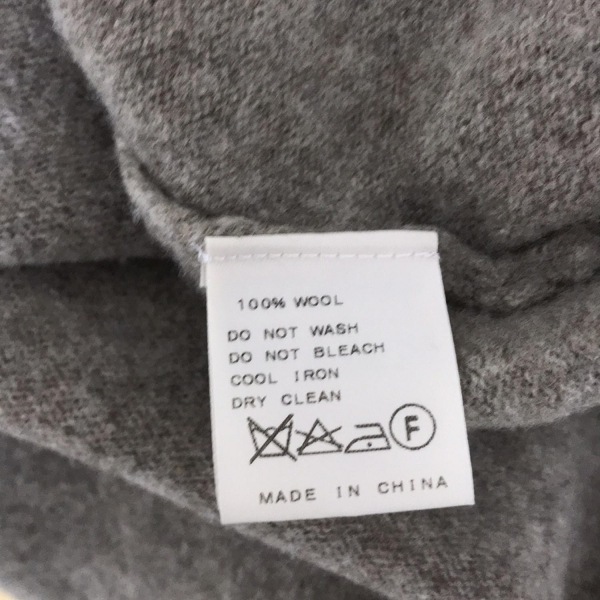 100% WOOL
DO NOT WASH
DO NOT BLEACH
COOL IRON
DRY CLEAN
F
MADE IN CHINA